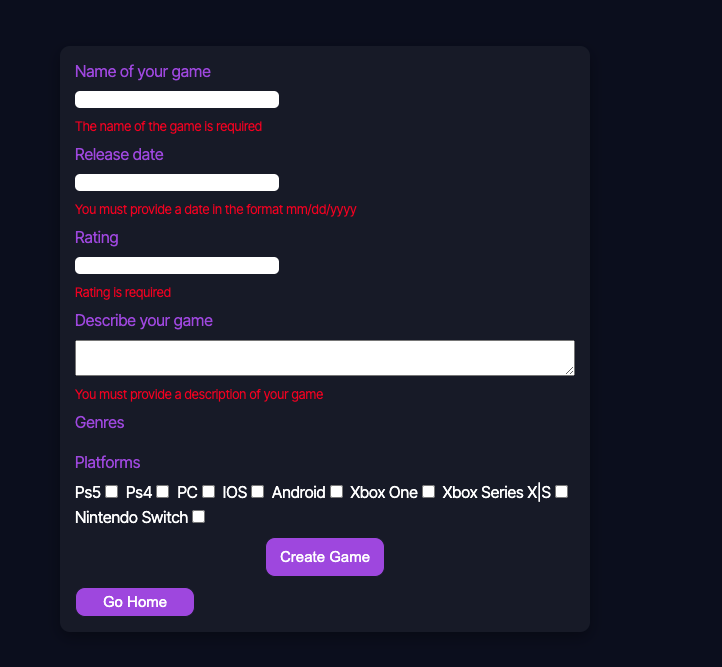 Name of your game
The name of the game is required
Release date
You must provide a date in the format mm/dd/yyyy
Rating
Rating is required
Describe your game
You must provide a description of your game
Genres
Platforms
Ps5 Ps4 PC IOS Android Xbox One Xbox Series X|S
Nintendo Switch
Create Game
Go Home